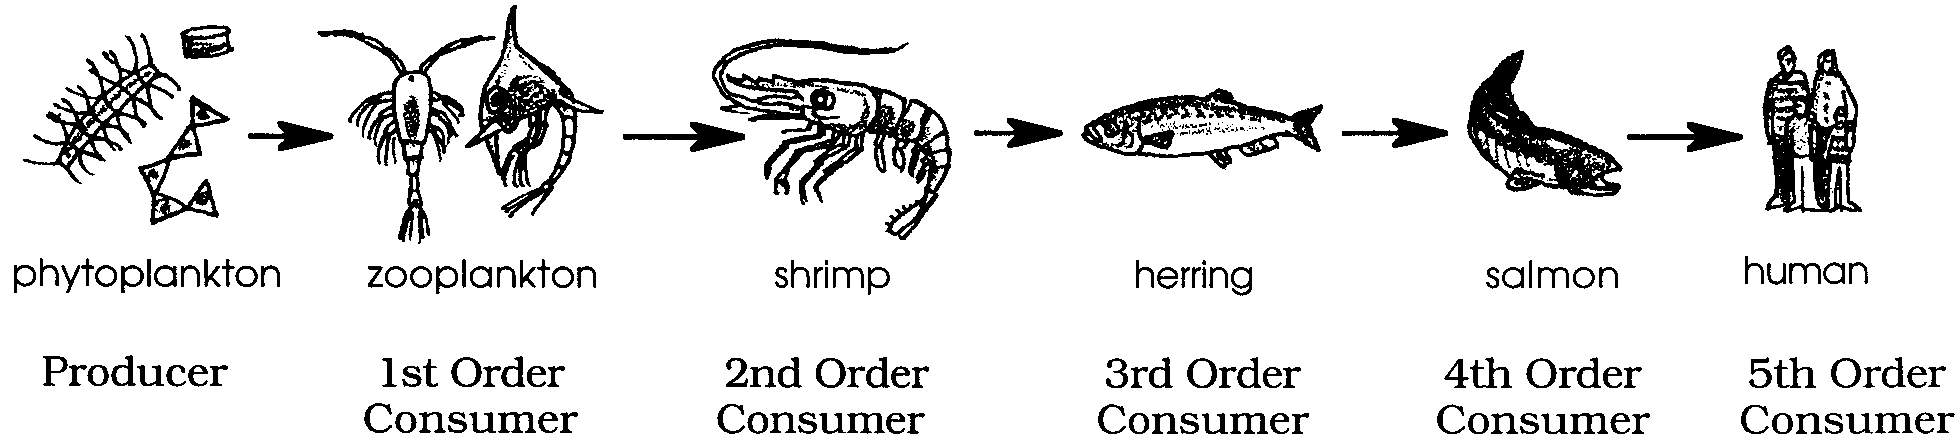 phytoplankton zooplankton shrimp herring salmon human
Producer 1st Order 2nd Order 3rd Order 4th Order 5th Order
Consumer Consumer Consumer Consumer Consumer